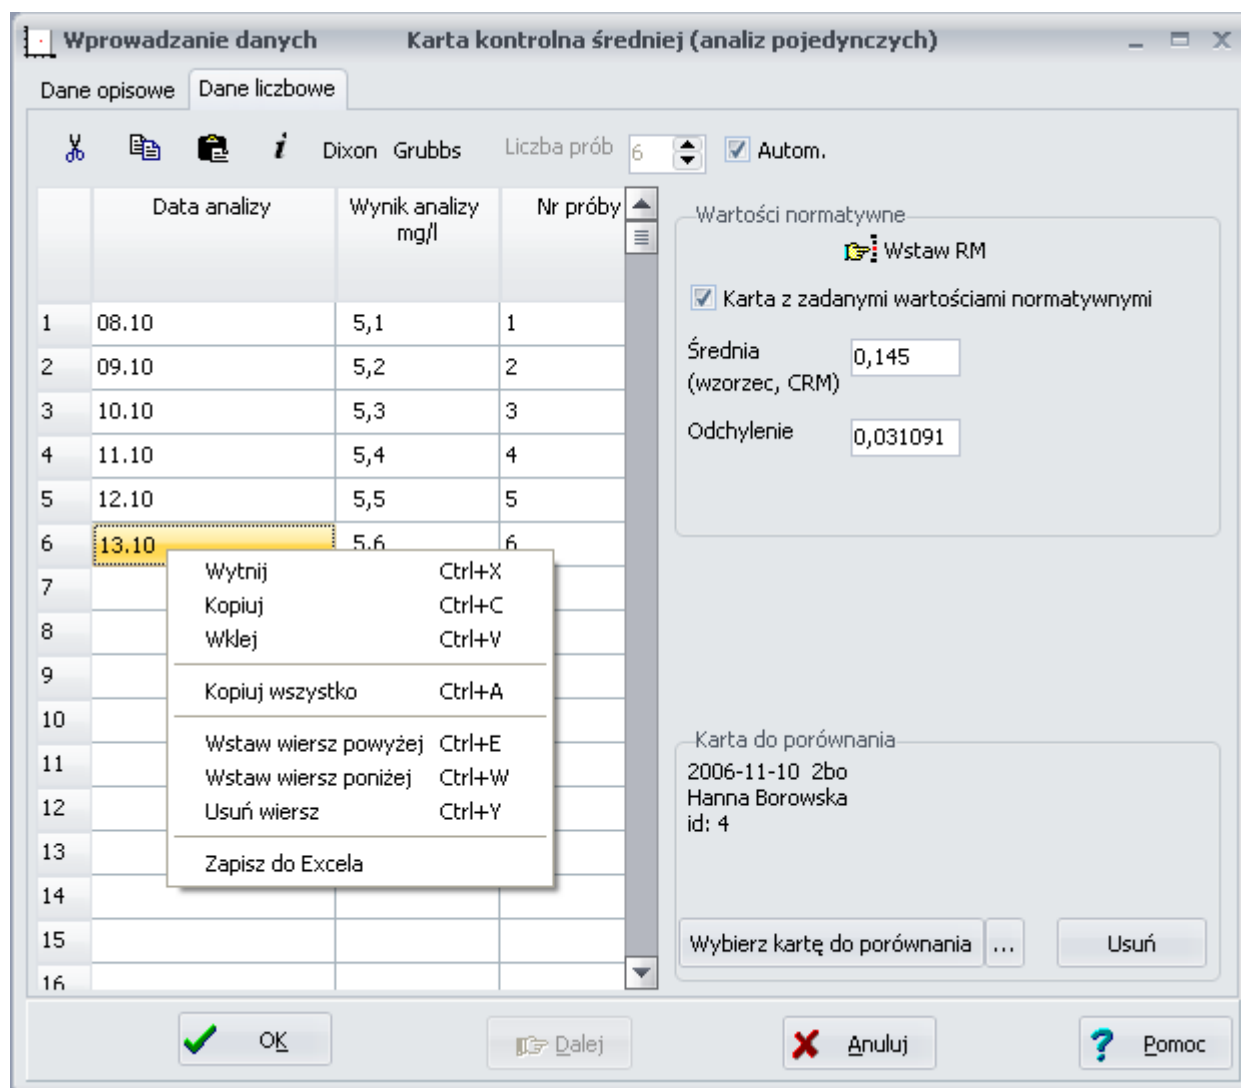 Wprowadzanie danych Karta kontrolna średniej (analiz pojedynczych)
Dane opisowe Dane liczbowe
i Dixon Grubbs Liczba prób 6 Autom.
Data analizy Wynik analizy mg/l Nr próby
1 08.10 5,1 1
2 09.10 5,2 2
3 10.10 5,3 3
4 11.10 5,4 4
5 12.10 5,5 5
6 13.10 5,6 6
7
8
9
10
11
12
13
14
15
16
Wytnij Ctrl+X
Kopiuj Ctrl+C
Wklej Ctrl+V
Kopiuj wszystko Ctrl+A
Wstaw wiersz powyżej Ctrl+E
Wstaw wiersz poniżej Ctrl+W
Usuń wiersz Ctrl+Y
Zapisz do Excela
Wartości normatywne
Wstaw RM
Karta z zadanymi wartościami normatywnymi
Średnia 0,145
(wzorzec, CRM)
Odchylenie 0,031091
Karta do porównania
2006-11-10 2bo
Hanna Borowska
id: 4
Wybierz kartę do porównania ... Usuń
OK Dalej Anuluj Pomoc